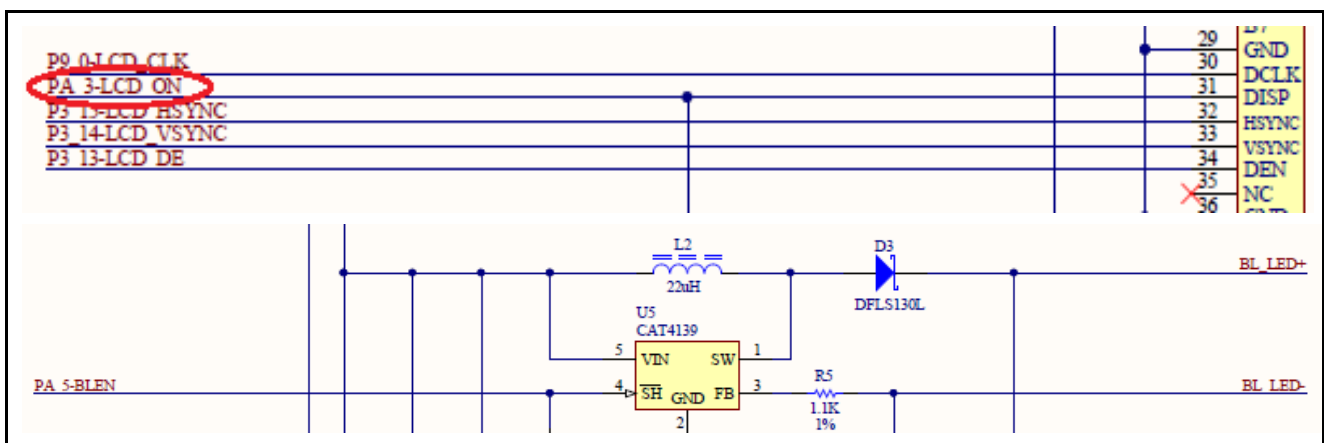 29
GND
P9_0-LCD_CLK 30 DCLK
PA_3-LCD_ON 31 DISP
P3_15-LCD_HSYNC 32 HSYNC
P3_14-LCD_VSYNC 33 VSYNC
P3_13-LCD_DE 34 DEN
35 NC
36
L2 D3
BL_LED+
22uH
DFLS130L
U5
CAT4139
5 VIN SW 1
PA_5-BLEN 4 SH GND FB 3 R5 BL_LED-
1.1K
2 1%